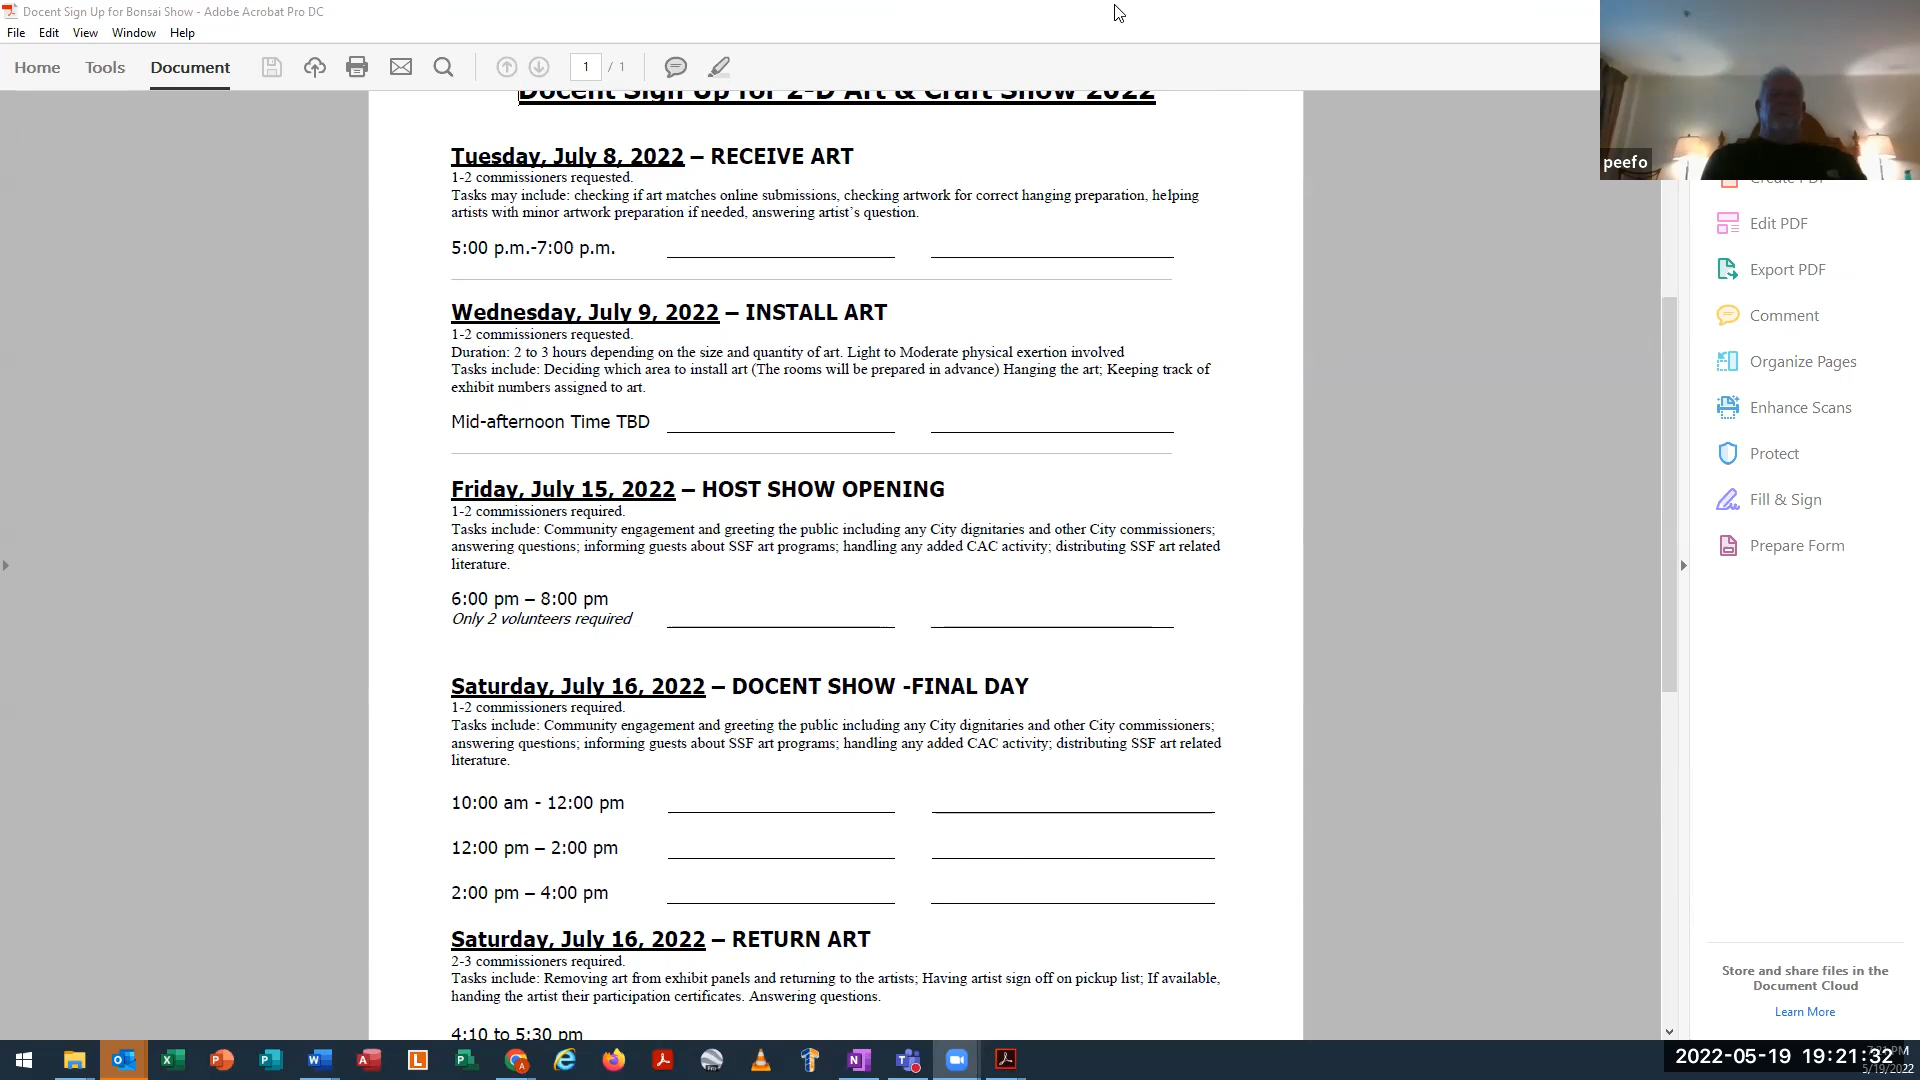 Docent Sign Up for Bonsai Show - Adobe Acrobat Pro DC
File Edit View Window Help
Home Tools Document 1 / 1
peefo
Docent Sign Up for 2-D Art & Craft Show 2022
Tuesday, July 8, 2022 – RECEIVE ART
1-2 commissioners requested.
Tasks may include: checking if art matches online submissions, checking artwork for correct hanging preparation, helping
artists with minor artwork preparation if needed, answering artist's question.
5:00 p.m.-7:00 p.m.
Wednesday, July 9, 2022 – INSTALL ART
1-2 commissioners requested.
Duration: 2 to 3 hours depending on the size and quantity of art. Light to Moderate physical exertion involved
Tasks include: Deciding which area to install art (The rooms will be prepared in advance) Hanging the art; Keeping track of
exhibit numbers assigned to art.
Mid-afternoon Time TBD
Friday, July 15, 2022 – HOST SHOW OPENING
1-2 commissioners required.
Tasks include: Community engagement and greeting the public including any City dignitaries and other City commissioners;
answering questions; informing guests about SSF art programs; handling any added CAC activity; distributing SSF art related
literature.
6:00 pm – 8:00 pm
Only 2 volunteers required
Saturday, July 16, 2022 – DOCENT SHOW -FINAL DAY
1-2 commissioners required.
Tasks include: Community engagement and greeting the public including any City dignitaries and other City commissioners;
answering questions; informing guests about SSF art programs; handling any added CAC activity; distributing SSF art related
literature.
10:00 am - 12:00 pm
12:00 pm – 2:00 pm
2:00 pm – 4:00 pm
Saturday, July 16, 2022 – RETURN ART
2-3 commissioners required.
Tasks include: Removing art from exhibit panels and returning to the artists; Having artist sign off on pickup list; If available,
handing the artist their participation certificates. Answering questions.
4:10 to 5:30 pm
Create PDF
Edit PDF
Export PDF
Comment
Organize Pages
Enhance Scans
Protect
Fill & Sign
Prepare Form
Store and share files in the
Document Cloud
Learn More
2022-05-19 19:21:32
5/19/2022